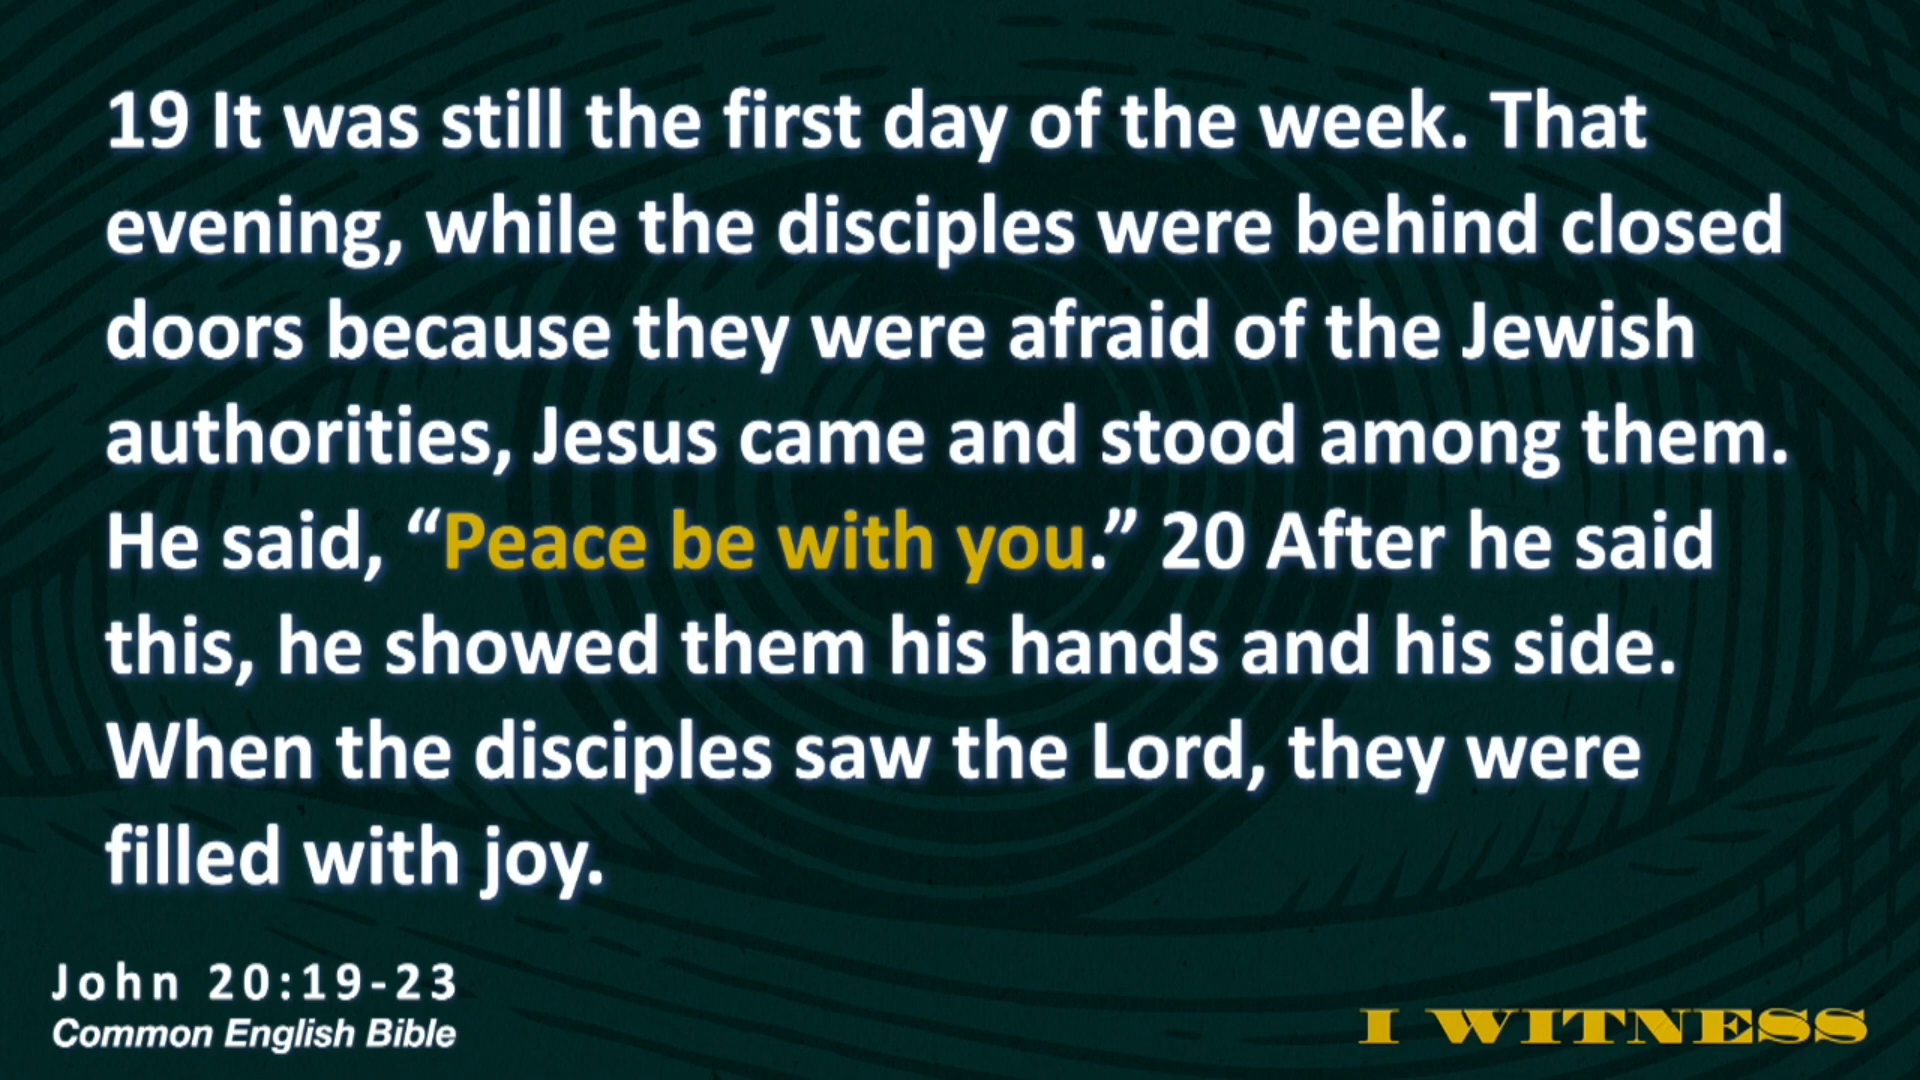 19 It was still the first day of the week. That
evening, while the disciples were behind closed
doors because they were afraid of the Jewish
authorities, Jesus came and stood among them.
He said, “Peace be with you.” 20 After he said
this, he showed them his hands and his side.
When the disciples saw the Lord, they were
filled with joy.
John 20:19-23
Common English Bible
I WITNESS